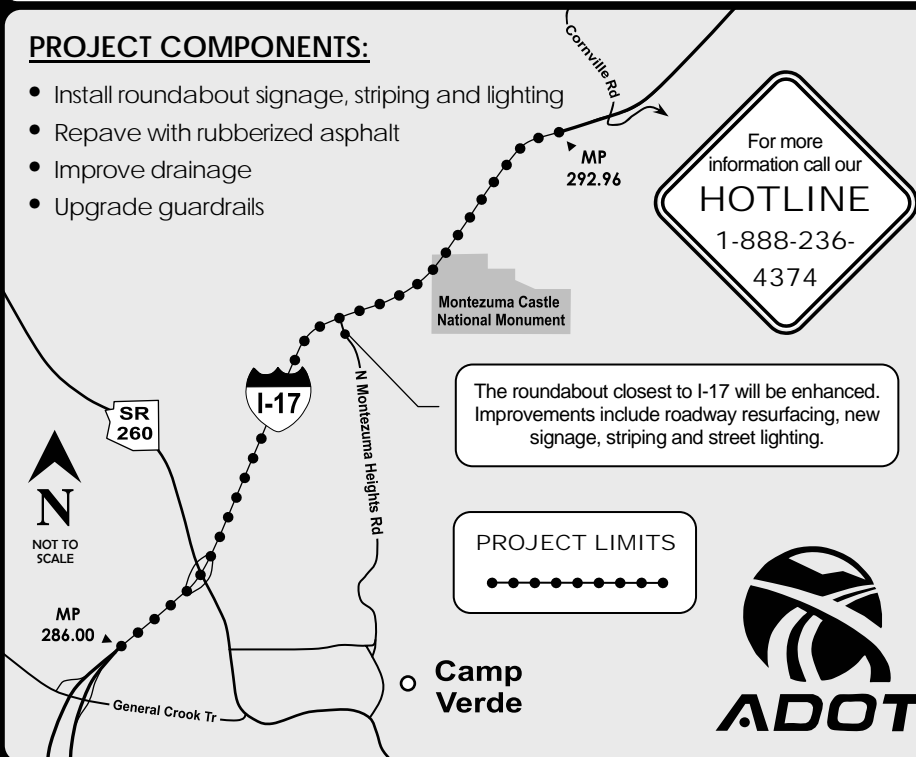 PROJECT COMPONENTS:
• Install roundabout signage, striping and lighting
• Repave with rubberized asphalt
• Improve drainage
• Upgrade guardrails
Cornville Rd
MP
292.96
For more
information call our
HOTLINE
1-888-236-
4374
Montezuma Castle
National Monument
I-17
N Montezuma Heights Rd
The roundabout closest to I-17 will be enhanced.
Improvements include roadway resurfacing, new
signage, striping and street lighting.
SR
260
N
NOT TO
SCALE
PROJECT LIMITS
MP
286.00
General Crook Tr
Camp
Verde
ADOT